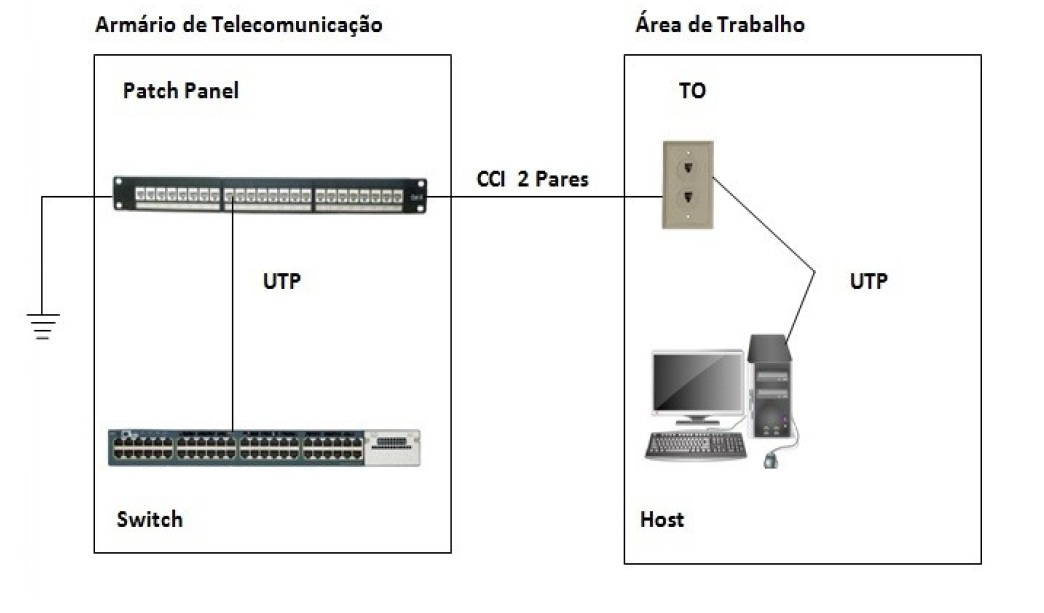 Armário de Telecomunicação
Área de Trabalho
Patch Panel
TO
CCI 2 Pares
UTP
UTP
Switch
Host